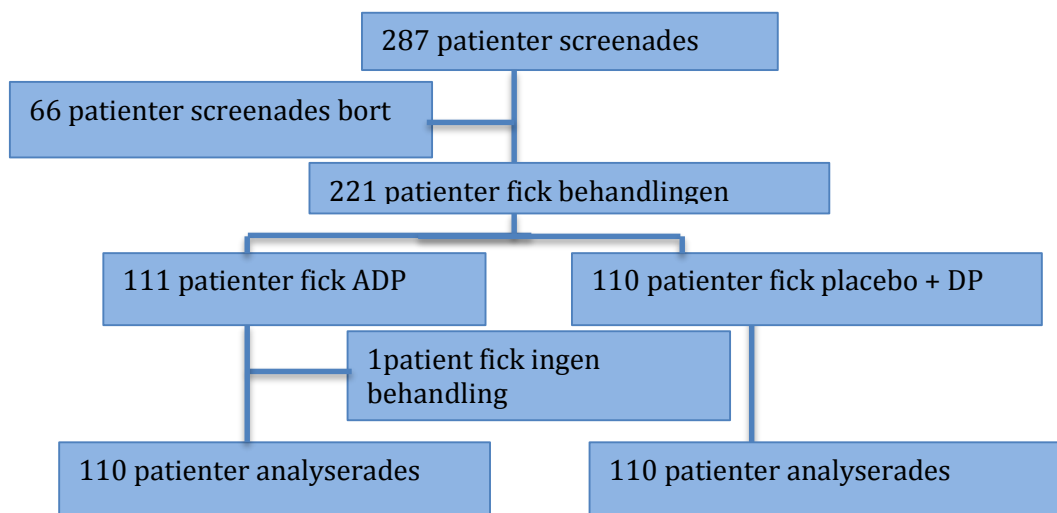 287 patienter screenades
66 patienter screenades bort
221 patienter fick behandlingen
111 patienter fick ADP
110 patienter fick placebo + DP
1patient fick ingen
behandling
110 patienter analyserades
110 patienter analyserades